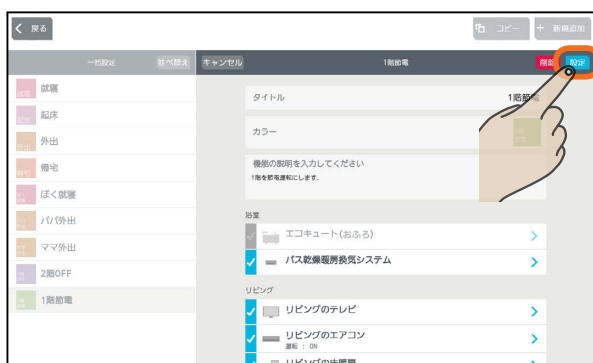 戻る
コピー
新規追加
一括設定
並べ替え
キャンセル
1階節電
設定
就寝
起床
外出
帰宅
ぼく就寝
パパ外出
ママ外出
2階OFF
1階節電
タイトル
1階節
カラー
機能の説明を入力してください
1階を節電運転にします。
浴室
エコキュート(おふろ)
バス乾燥暖房換気システム
リビング
リビングのテレビ
リビングのエアコン
運転 : ON